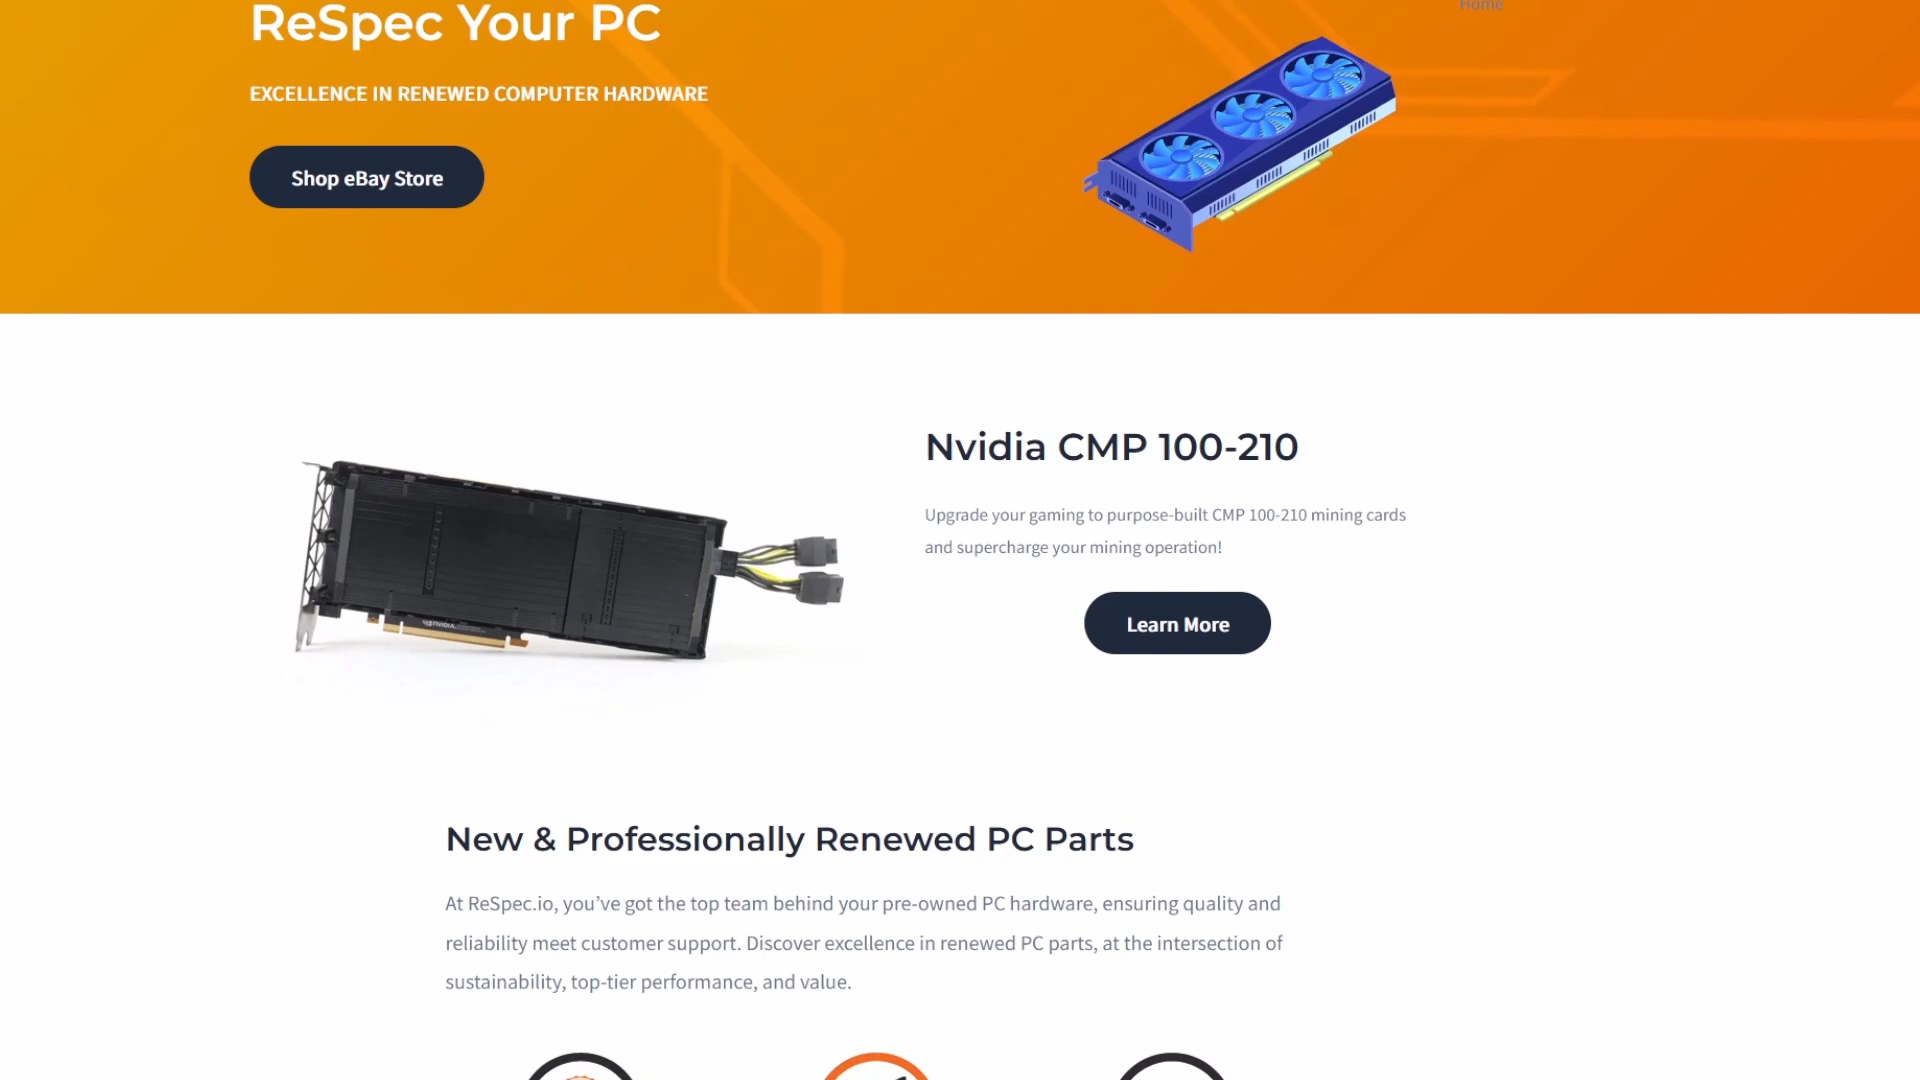 Home
ReSpec Your PC
EXCELLENCE IN RENEWED COMPUTER HARDWARE
Shop eBay Store
Nvidia CMP 100-210
Upgrade your gaming to purpose-built CMP 100-210 mining cards
and supercharge your mining operation!
Learn More
NVIDIA
New & Professionally Renewed PC Parts
At ReSpec.io, you’ve got the top team behind your pre-owned PC hardware, ensuring quality and
reliability meet customer support. Discover excellence in renewed PC parts, at the intersection of
sustainability, top-tier performance, and value.